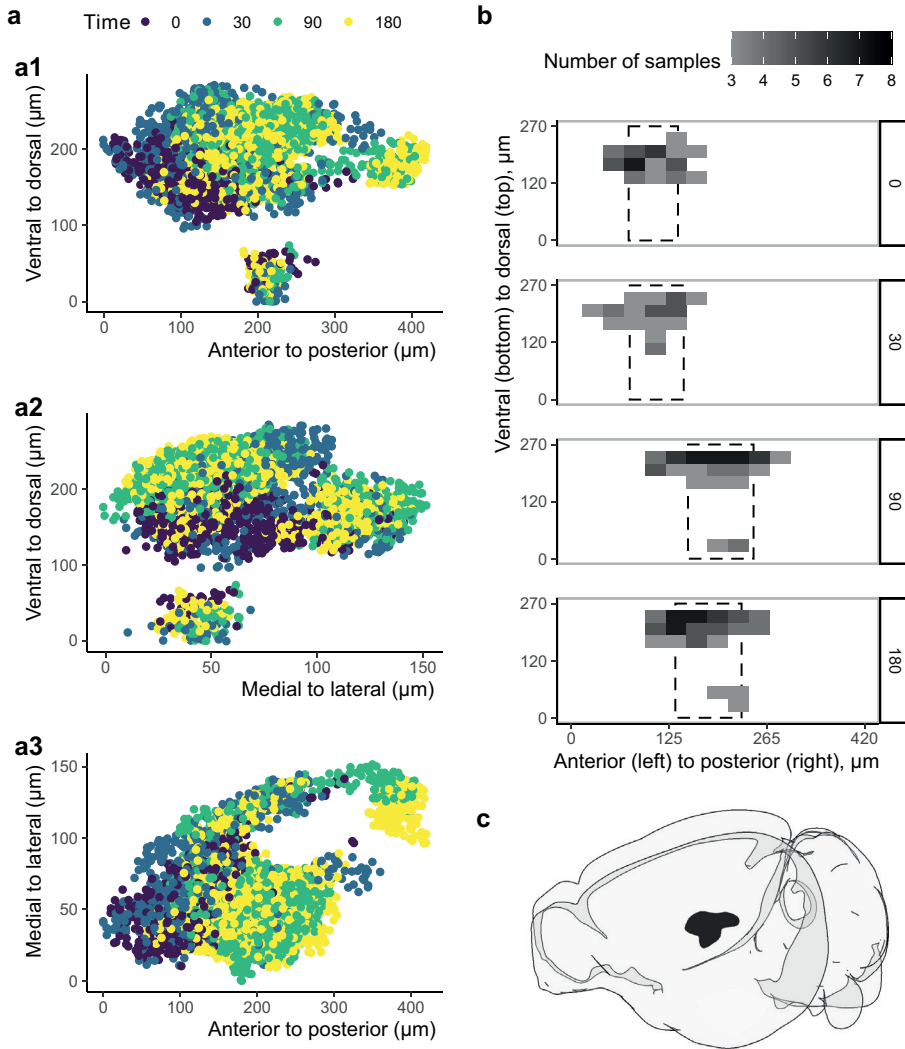 a
Time 0 30 90 180
a1
Ventral to dorsal (µm)
200
100
0
0 100 200 300 400
Anterior to posterior (µm)
a2
Ventral to dorsal (µm)
200
100
0
0 50 100 150
Medial to lateral (µm)
a3
Medial to lateral (µm)
150
100
50
0
0 100 200 300 400
Anterior to posterior (µm)
b
Number of samples
3 4 5 6 7 8
Ventral (bottom) to dorsal (top), µm
270
120
0
0
270
120
0
30
270
120
0
90
270
120
0
180
0 125 265 420
Anterior (left) to posterior (right), µm
c